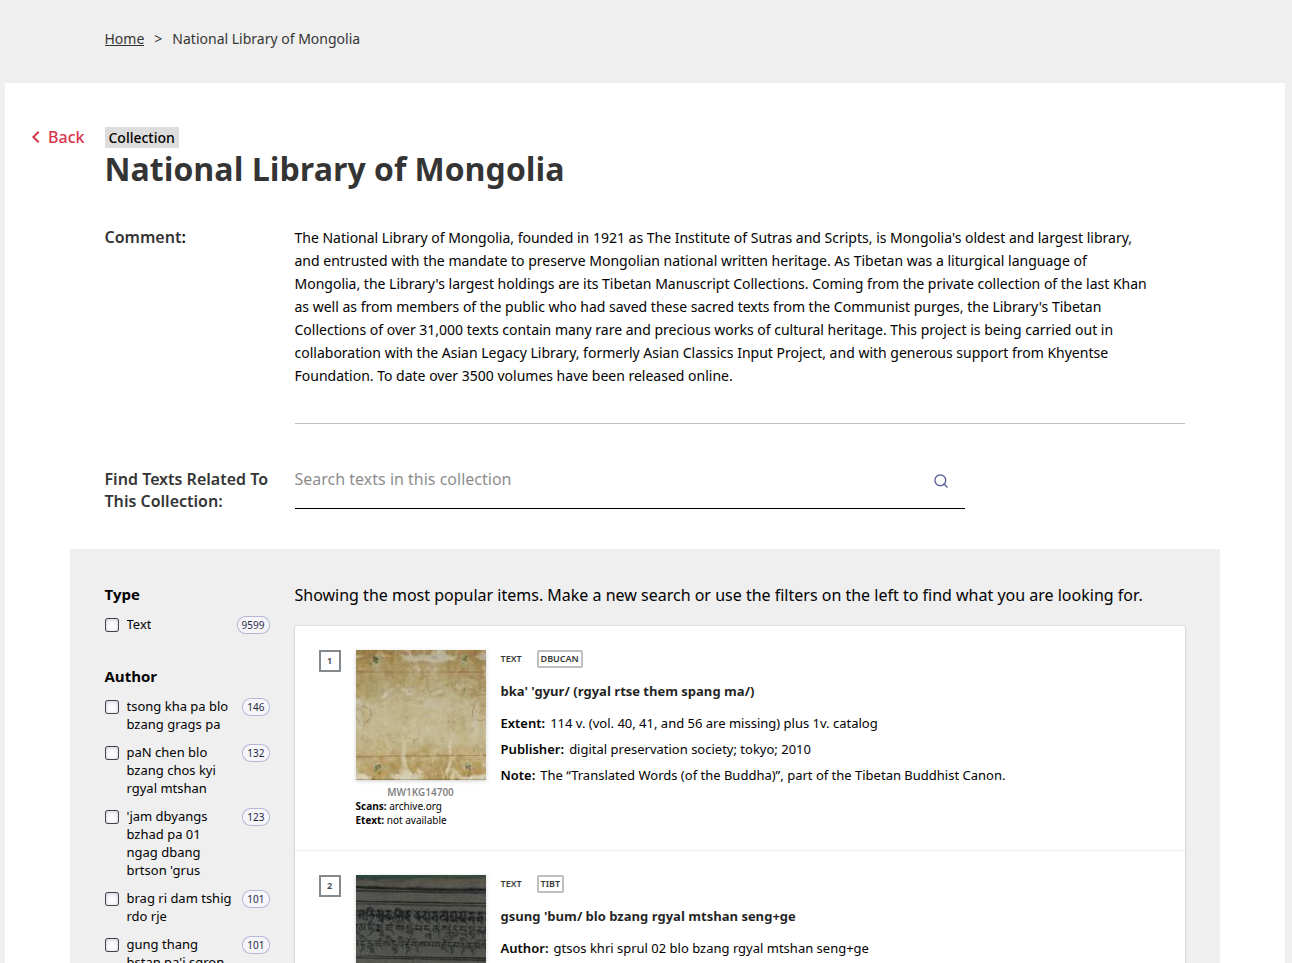 Home > National Library of Mongolia
Back
Collection
National Library of Mongolia
Comment:
The National Library of Mongolia, founded in 1921 as The Institute of Sutras and Scripts, is Mongolia's oldest and largest library,
and entrusted with the mandate to preserve Mongolian national written heritage. As Tibetan was a liturgical language of
Mongolia, the Library's largest holdings are its Tibetan Manuscript Collections. Coming from the private collection of the last Khan
as well as from members of the public who had saved these sacred texts from the Communist purges, the Library's Tibetan
Collections of over 31,000 texts contain many rare and precious works of cultural heritage. This project is being carried out in
collaboration with the Asian Legacy Library, formerly Asian Classics Input Project, and with generous support from Khyentse
Foundation. To date over 3500 volumes have been released online.
Find Texts Related To
This Collection:
Search texts in this collection
Type
Text 9599
Author
tsong kha pa blo 146
bzang grags pa
paN chen blo 132
bzang chos kyi
rgyal mtshan
'jam dbyangs 123
bzhad pa 01
ngag dbang
brtson 'grus
brag ri dam tshig 101
rdo rje
gung thang 101
bstan pa'i sgron
Showing the most popular items. Make a new search or use the filters on the left to find what you are looking for.
1
TEXT DBUCAN
bka' 'gyur/ (rgyal rtse them spang ma/)
Extent: 114 v. (vol. 40, 41, and 56 are missing) plus 1v. catalog
Publisher: digital preservation society; tokyo; 2010
Note: The “Translated Words (of the Buddha)”, part of the Tibetan Buddhist Canon.
MW1KG14700
Scans: archive.org
Etext: not available
2
TEXT TIBT
gsung 'bum/ blo bzang rgyal mtshan seng+ge
Author: gtsos khri sprul 02 blo bzang rgyal mtshan seng+ge